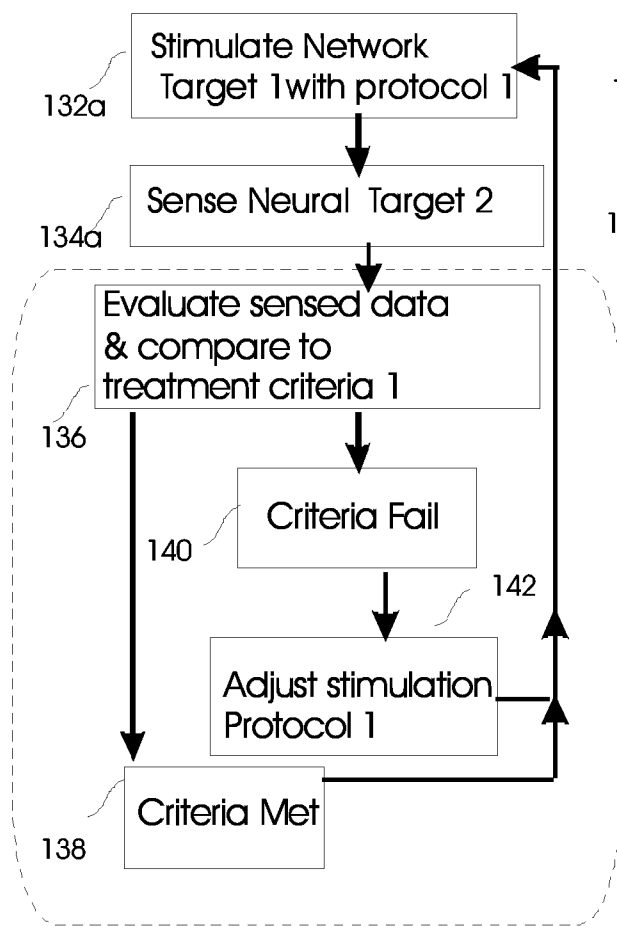 Stimulate Network
Target 1with protocol 1
132a
Sense Neural Target 2
134a
1
Evaluate sensed data
& compare to
treatment criteria 1
136
Criteria Fail
140
142
Adjust stimulation
Protocol 1
Criteria Met
138